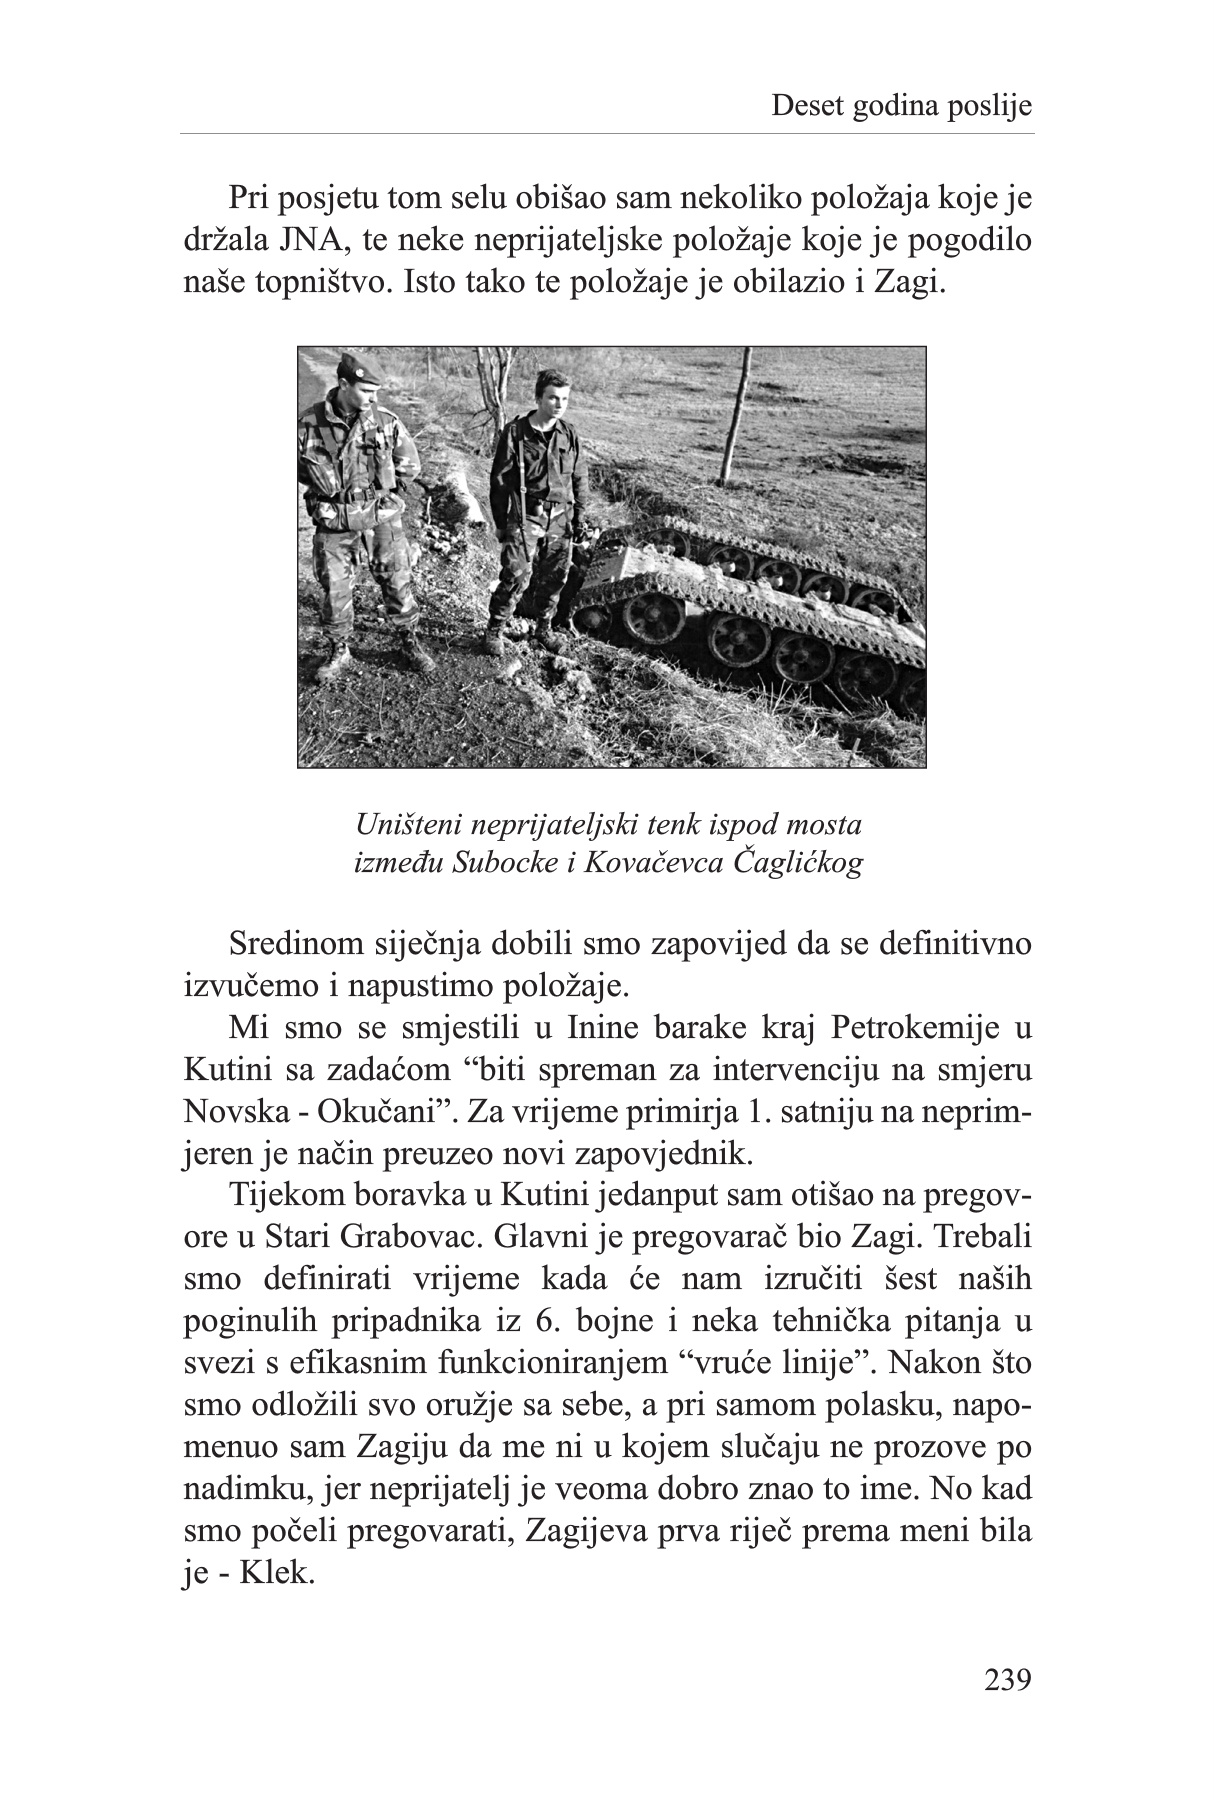 Deset godina poslije
Pri posjetu tom selu obišao sam nekoliko položaja koje je
držala JNA, te neke neprijateljske položaje koje je pogodilo
naše topništvo. Isto tako te položaje je obilazio i Zagi.
Uništeni neprijateljski tenk ispod mosta
između Subocke i Kovačevca Čaglićkog
Sredinom siječnja dobili smo zapovijed da se definitivno
izvučemo i napustimo položaje.
Mi smo se smjestili u Inine barake kraj Petrokemije u
Kutini sa zadaćom “biti spreman za intervenciju na smjeru
Novska - Okučani”. Za vrijeme primirja 1. satniju na neprim-
jeren je način preuzeo novi zapovjednik.
Tijekom boravka u Kutini jedanput sam otišao na pregov-
ore u Stari Grabovac. Glavni je pregovarač bio Zagi. Trebali
smo definirati vrijeme kada će nam izručiti šest naših
poginulih pripadnika iz 6. bojne i neka tehnička pitanja u
svezi s efikasnim funkcioniranjem “vruće linije”. Nakon što
smo odložili svo oružje sa sebe, a pri samom polasku, napo-
menuo sam Zagiju da me ni u kojem slučaju ne prozove po
nadimku, jer neprijatelj je veoma dobro znao to ime. No kad
smo počeli pregovarati, Zagijeva prva riječ prema meni bila
je - Klek.
239